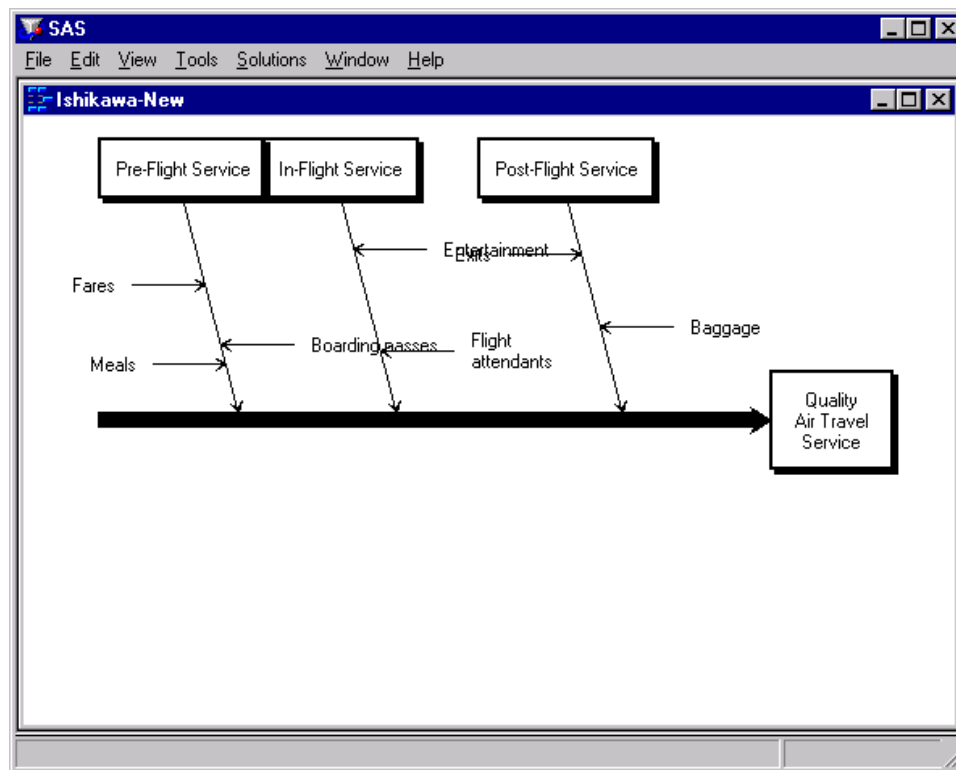 SAS
File Edit View Tools Solutions Window Help
Ishikawa-New
Pre-Flight Service
In-Flight Service
Post-Flight Service
Entertainment
Exits
Fares
Baggage
Boarding passes
Flight
attendants
Meals
Quality
Air Travel
Service